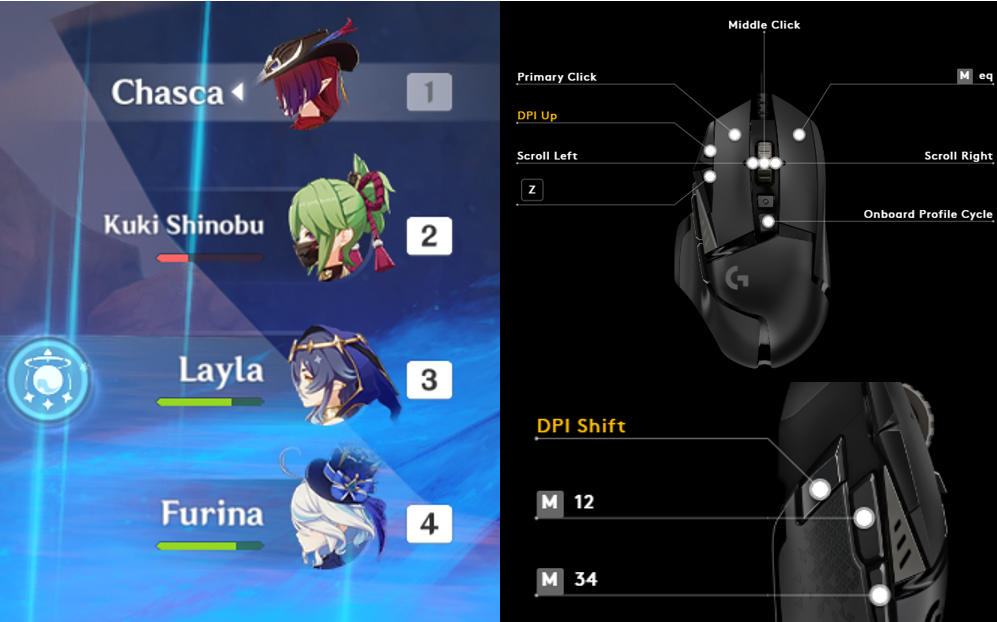 Chasca
1
Kuki Shinobu
2
Layla
3
Furina
4
Middle Click
Primary Click
M eq
DPI Up
Scroll Left
Scroll Right
Z
Onboard Profile Cycle
G
DPI Shift
M 12
M 34